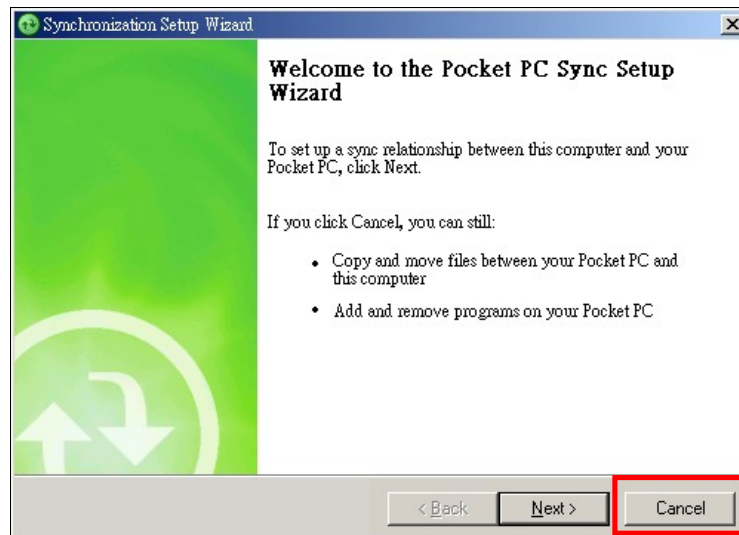 Synchronization Setup Wizard
Welcome to the Pocket PC Sync Setup
Wizard
To set up a sync relationship between this computer and your
Pocket PC, click Next.
If you click Cancel, you can still:
• Copy and move files between your Pocket PC and
this computer
• Add and remove programs on your Pocket PC
< Back Next > Cancel